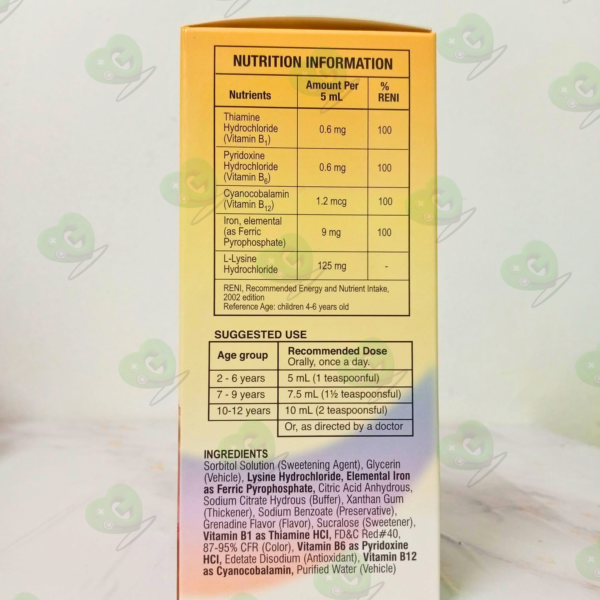 NUTRITION INFORMATION
Nutrients Amount Per 5 mL % RENI
Thiamine Hydrochloride (Vitamin B1) 0.6 mg 100
Pyridoxine Hydrochloride (Vitamin B6) 0.6 mg 100
Cyanocobalamin (Vitamin B12) 1.2 mcg 100
Iron, elemental (as Ferric Pyrophosphate) 9 mg 100
L-Lysine Hydrochloride 125 mg -
RENI, Recommended Energy and Nutrient Intake,
2002 edition
Reference Age: children 4-6 years old
SUGGESTED USE
Age group Recommended Dose Orally, once a day.
2 - 6 years 5 mL (1 teaspoonful)
7 - 9 years 7.5 mL (1½ teaspoonsful)
10-12 years 10 mL (2 teaspoonsful)
Or, as directed by a doctor
INGREDIENTS
Sorbitol Solution (Sweetening Agent), Glycerin
(Vehicle), Lysine Hydrochloride, Elemental Iron
as Ferric Pyrophosphate, Citric Acid Anhydrous,
Sodium Citrate Hydrous (Buffer), Xanthan Gum
(Thickener), Sodium Benzoate (Preservative),
Grenadine Flavor (Flavor), Sucralose (Sweetener),
Vitamin B1 as Thiamine HCl, FD&C Red#40,
87-95% CFR (Color), Vitamin B6 as Pyridoxine
HCl, Edetate Disodium (Antioxidant), Vitamin B12
as Cyanocobalamin, Purified Water (Vehicle)